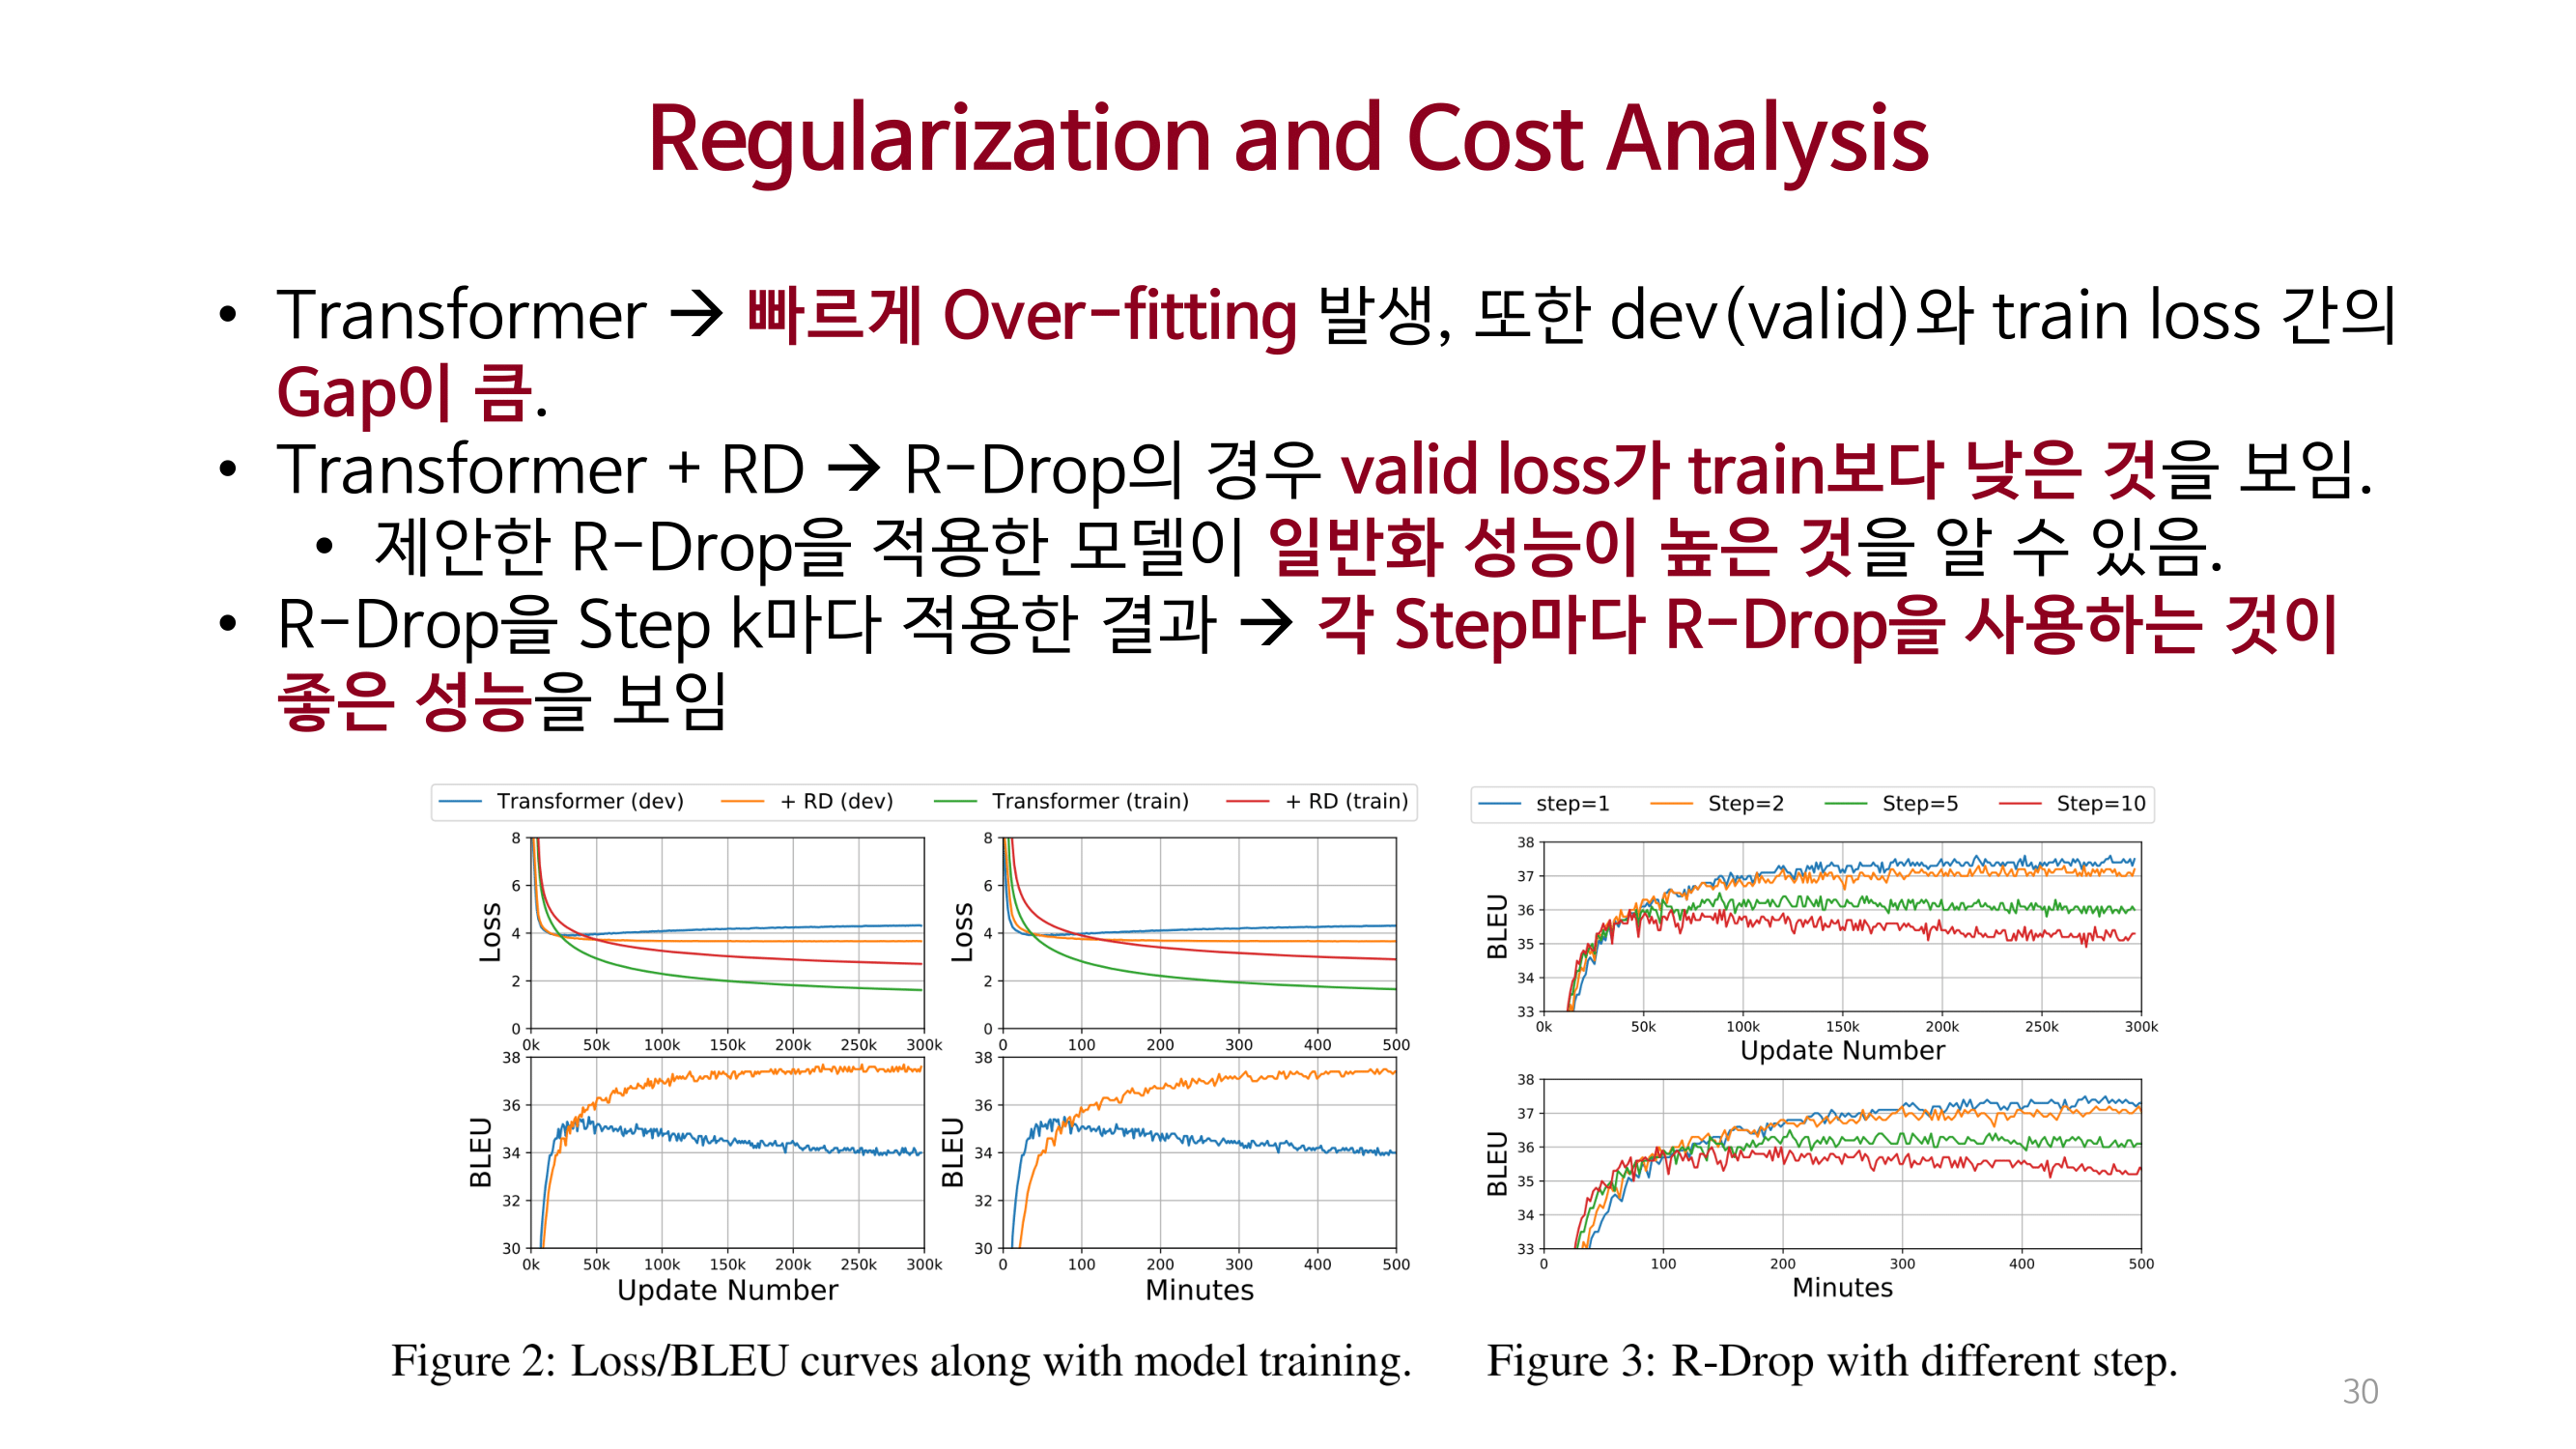 Regularization and Cost Analysis
• Transformer → 빠르게 Over-fitting 발생, 또한 dev(valid)와 train loss 간의
Gap이 큼.
• Transformer + RD → R-Drop의 경우 valid loss가 train보다 낮은 것을 보임.
• 제안한 R-Drop을 적용한 모델이 일반화 성능이 높은 것을 알 수 있음.
• R-Drop을 Step k마다 적용한 결과 → 각 Step마다 R-Drop을 사용하는 것이
좋은 성능을 보임
Transformer (dev) + RD (dev) Transformer (train) + RD (train)
8
6
4
2
0
Loss
0k 50k 100k 150k 200k 250k 300k
8
6
4
2
0
Loss
0 100 200 300 400 500
38
36
34
32
30
BLEU
0k 50k 100k 150k 200k 250k 300k
Update Number
38
36
34
32
30
BLEU
0 100 200 300 400 500
Minutes
Figure 2: Loss/BLEU curves along with model training.
step=1 Step=2 Step=5 Step=10
38
37
36
35
34
33
BLEU
0k 50k 100k 150k 200k 250k 300k
Update Number
38
37
36
35
34
33
BLEU
0 100 200 300 400 500
Minutes
Figure 3: R-Drop with different step.
30